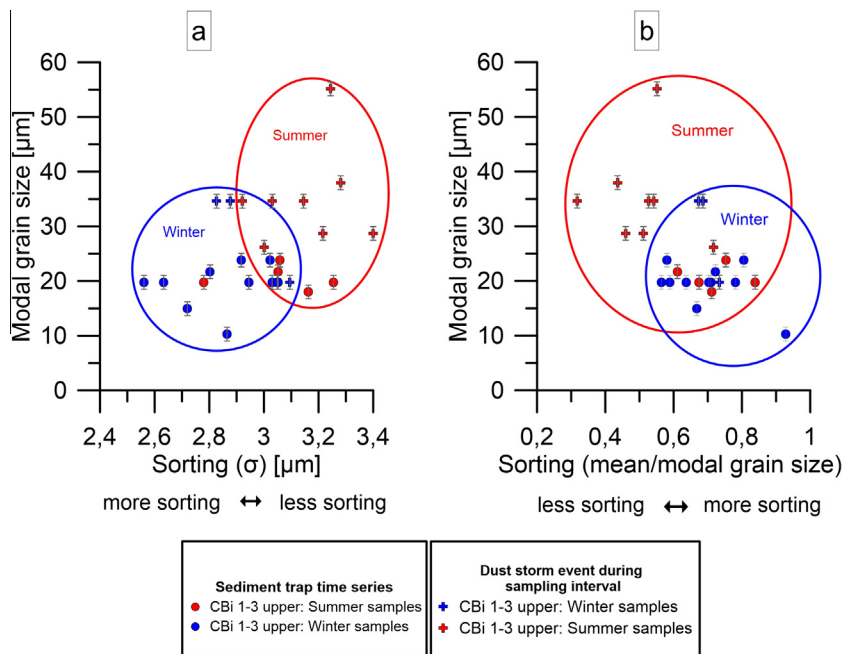 a
b
Modal grain size [µm]
60
50
40
30
20
10
0
Summer
Winter
2,4 2,6 2,8 3 3,2 3,4
Sorting (σ) [µm]
more sorting ↔ less sorting
Modal grain size [µm]
60
50
40
30
20
10
0
Summer
Winter
0,2 0,4 0,6 0,8 1
Sorting (mean/modal grain size)
less sorting ↔ more sorting
Sediment trap time series
CBi 1-3 upper: Summer samples
CBi 1-3 upper: Winter samples
Dust storm event during
sampling interval
CBi 1-3 upper: Winter samples
CBi 1-3 upper: Summer samples